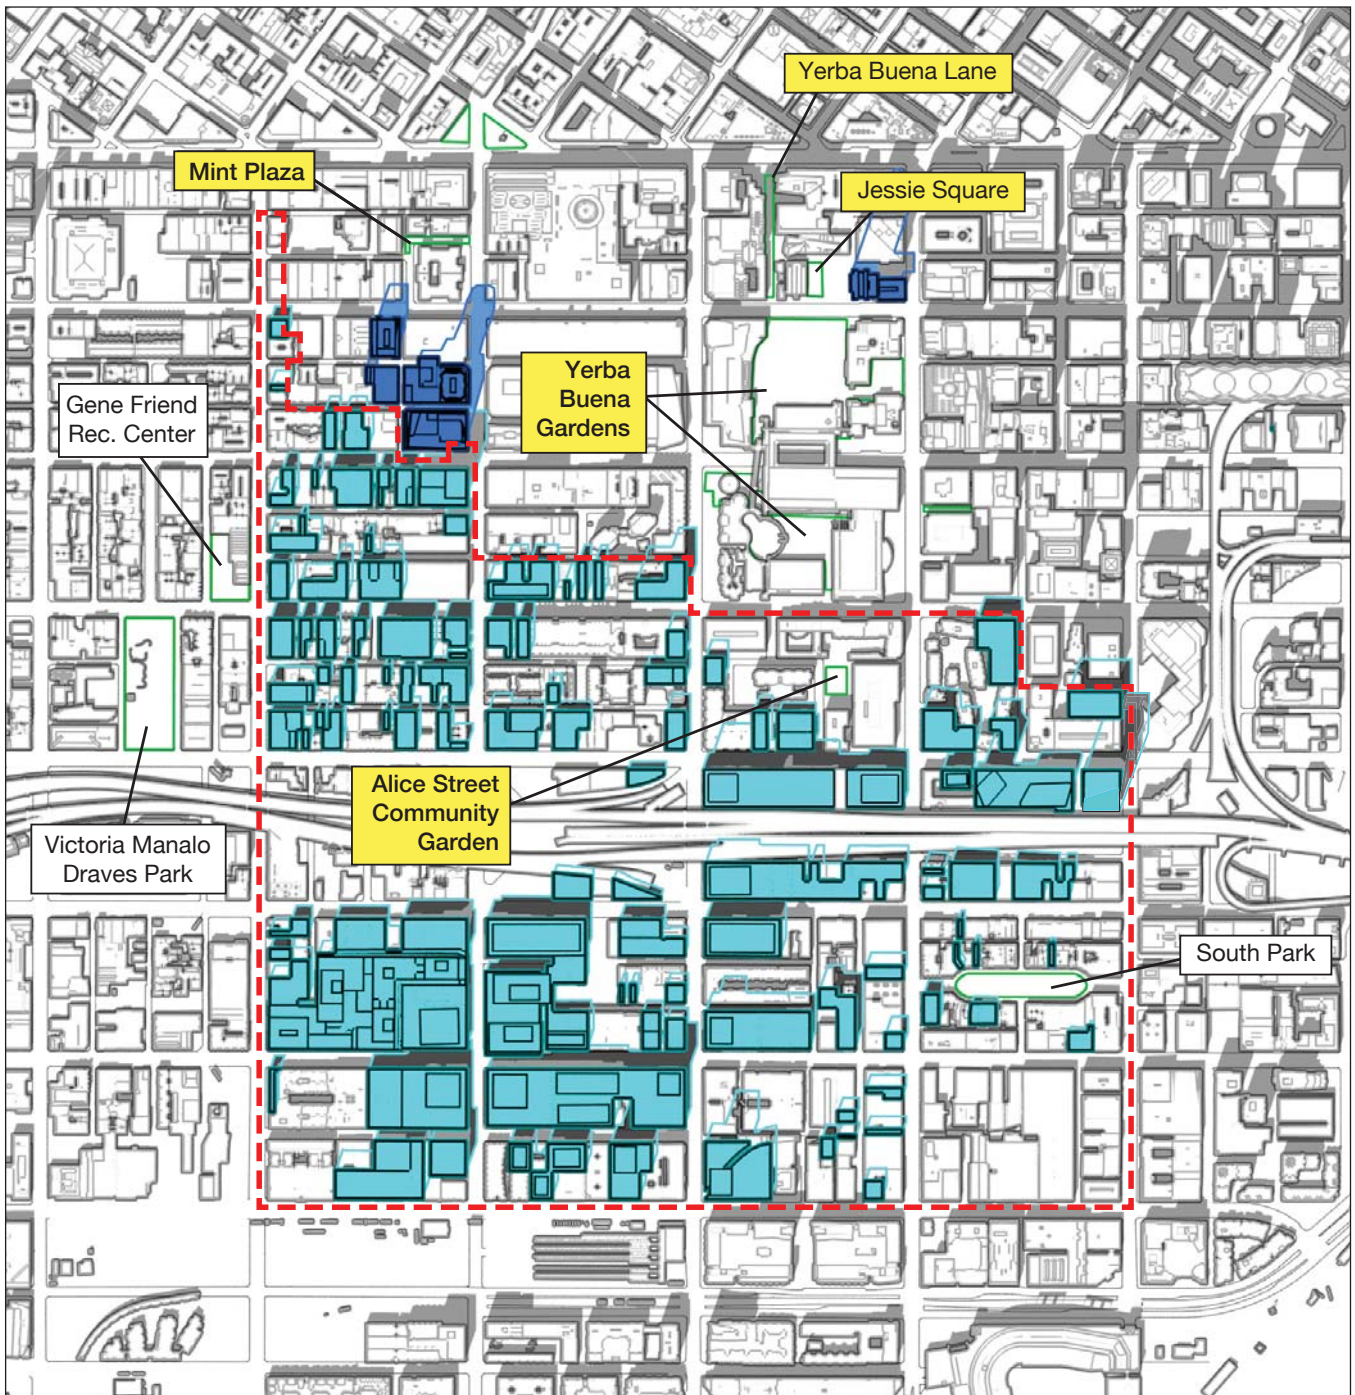 Yerba Buena Lane
Mint Plaza
Jessie Square
Yerba
Buena
Gardens
Gene Friend
Rec. Center
Alice Street
Community
Garden
Victoria Manalo
Draves Park
South Park